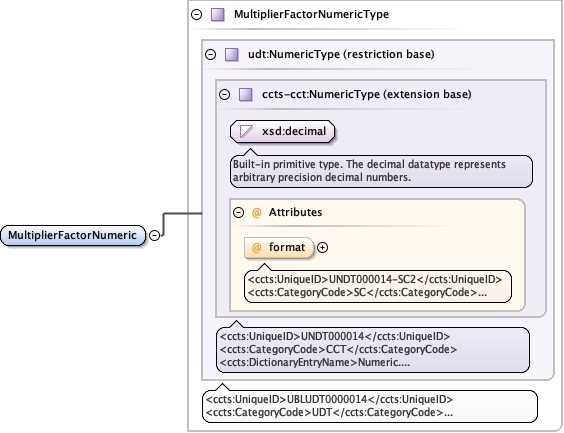 MultiplierFactorNumericType
udt:NumericType (restriction base)
ccts-cct:NumericType (extension base)
xsd:decimal
Built-in primitive type. The decimal datatype represents
arbitrary precision decimal numbers.
@ Attributes
MultiplierFactorNumeric
@ format
<ccts:UniqueID>UNDT000014-SC2</ccts:UniqueID>
<ccts:CategoryCode>SC</ccts:CategoryCode>...
<ccts:UniqueID>UNDT000014</ccts:UniqueID>
<ccts:CategoryCode>CCT</ccts:CategoryCode>
<ccts:DictionaryEntryName>Numeric....
<ccts:UniqueID>UBLUDT0000014</ccts:UniqueID>
<ccts:CategoryCode>UDT</ccts:CategoryCode>...